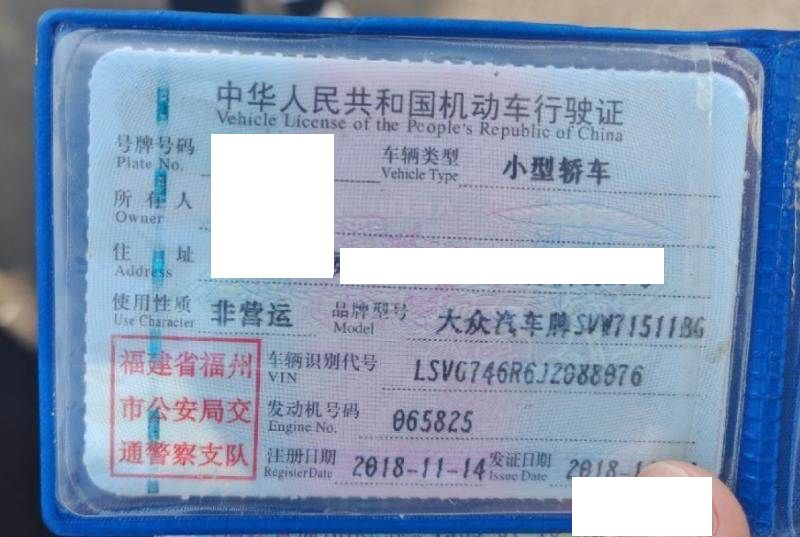 中华人民共和国机动车行驶证
Vehicle License of the People's Republic of China
号牌号码 车辆类型 小型轿车
Plate No. Vehicle Type
所有人
Owner
住 址
Address
使用性质 非营运 品牌型号 大众汽车牌SVW71511BG
Use Character Model
福建省福州
市公安局交
通警察支队
车辆识别代号 LSVG746R6J2088076
VIN
发动机号码 065825
Engine No.
注册日期 2018-11-14 发证日期 2018-1
Register Date Issue Date